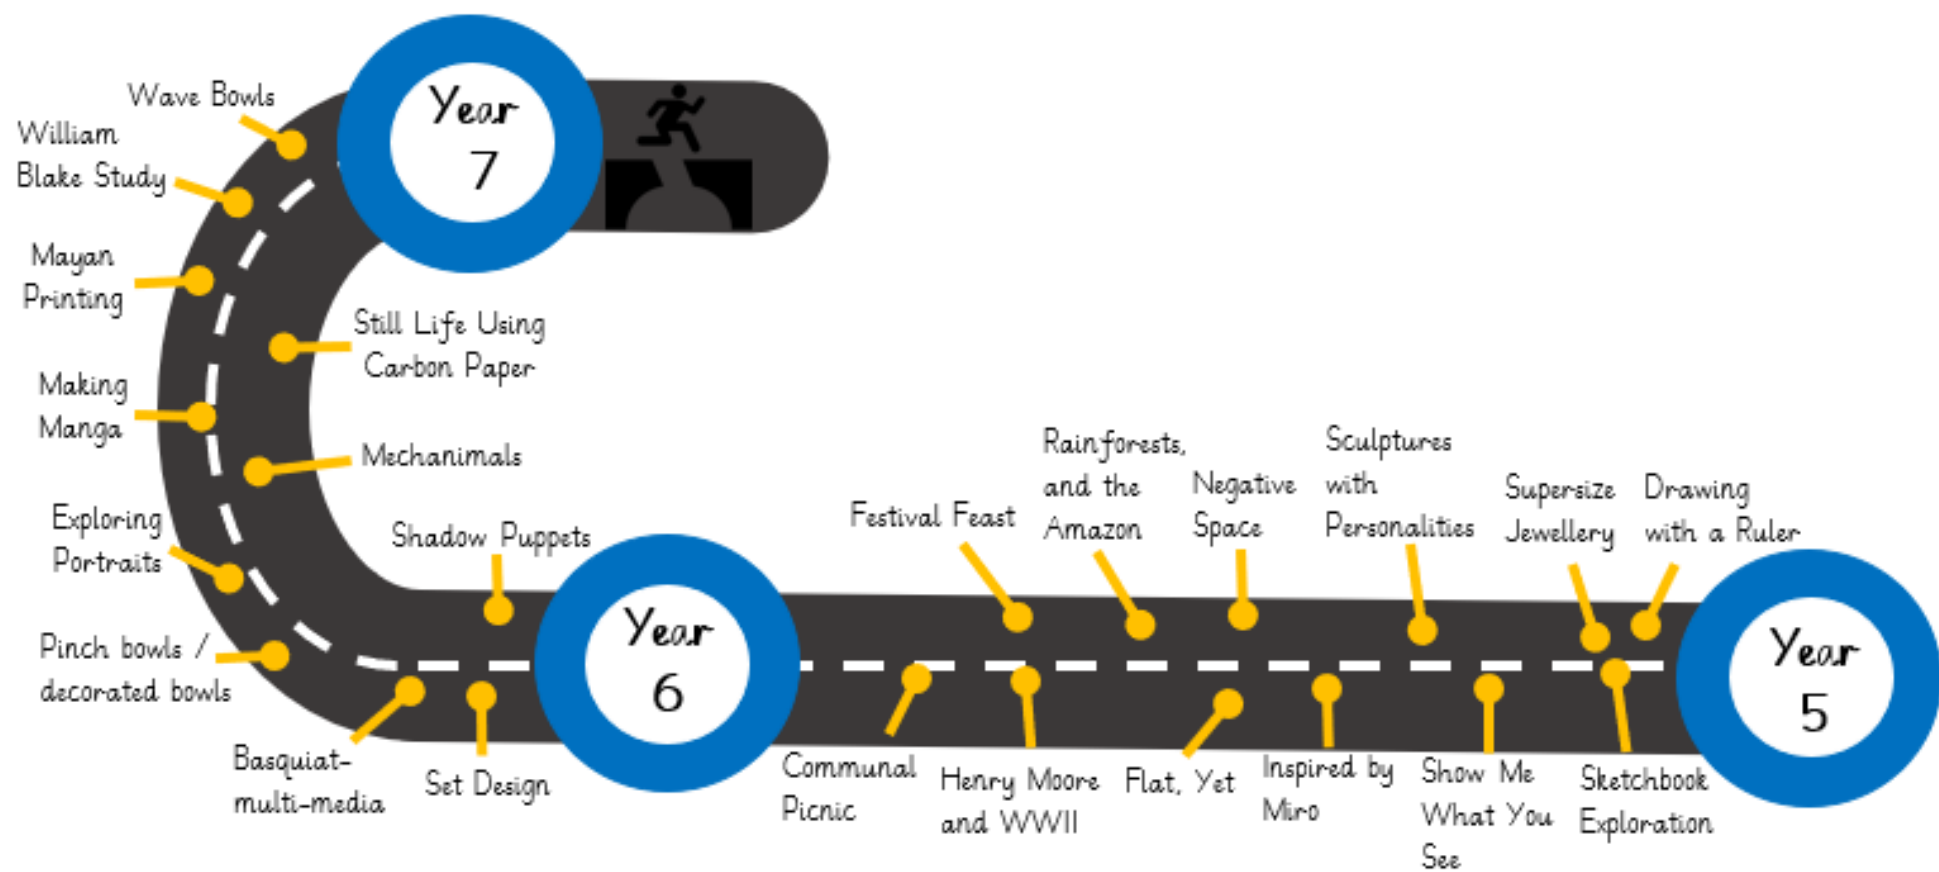 Wave Bowls
Year
7
William
Blake Study
Mayan
Printing
Still Life Using
Carbon Paper
Making
Manga
Mechanimals
Exploring
Portraits
Shadow Puppets
Pinch bowls /
decorated bowls
Basquiat-
multi-media
Set Design
Year
6
Festival Feast
Rainforests,
and the
Amazon
Negative
Space
Sculptures
with
Personalities
Supersize
Jewellery
Drawing
with a Ruler
Year
5
Communal
Picnic
Henry Moore
and WWII
Flat, Yet
Inspired by
Miro
Show Me
What You
See
Sketchbook
Exploration